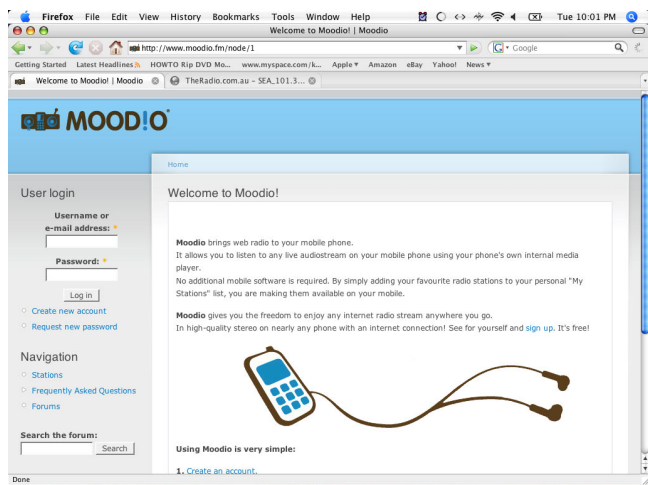 Firefox File Edit View History Bookmarks Tools Window Help Tue 10:01 PM
Welcome to Moodio! | Moodio
http://www.moodio.fm/node/1 Google
Getting Started Latest Headlines HOWTO Rip DVD Mo... www.myspace.com/k... Apple Amazon eBay Yahoo! News
Welcome to Moodio! | Moodio TheRadio.com.au – SEA_101.3...
MOOD!O
Home
User login
Username or
e-mail address: *
Password: *
Log in
Create new account
Request new password
Navigation
Stations
Frequently Asked Questions
Forums
Search the forum:
Search
Welcome to Moodio!
Moodio brings web radio to your mobile phone.
It allows you to listen to any live audiostream on your mobile phone using your phone's own internal media
player.
No additional mobile software is required. By simply adding your favourite radio stations to your personal "My
Stations" list, you are making them available on your mobile.
Moodio gives you the freedom to enjoy any internet radio stream anywhere you go.
In high-quality stereo on nearly any phone with an internet connection! See for yourself and sign up. It's free!
Using Moodio is very simple:
1. Create an account.
Done